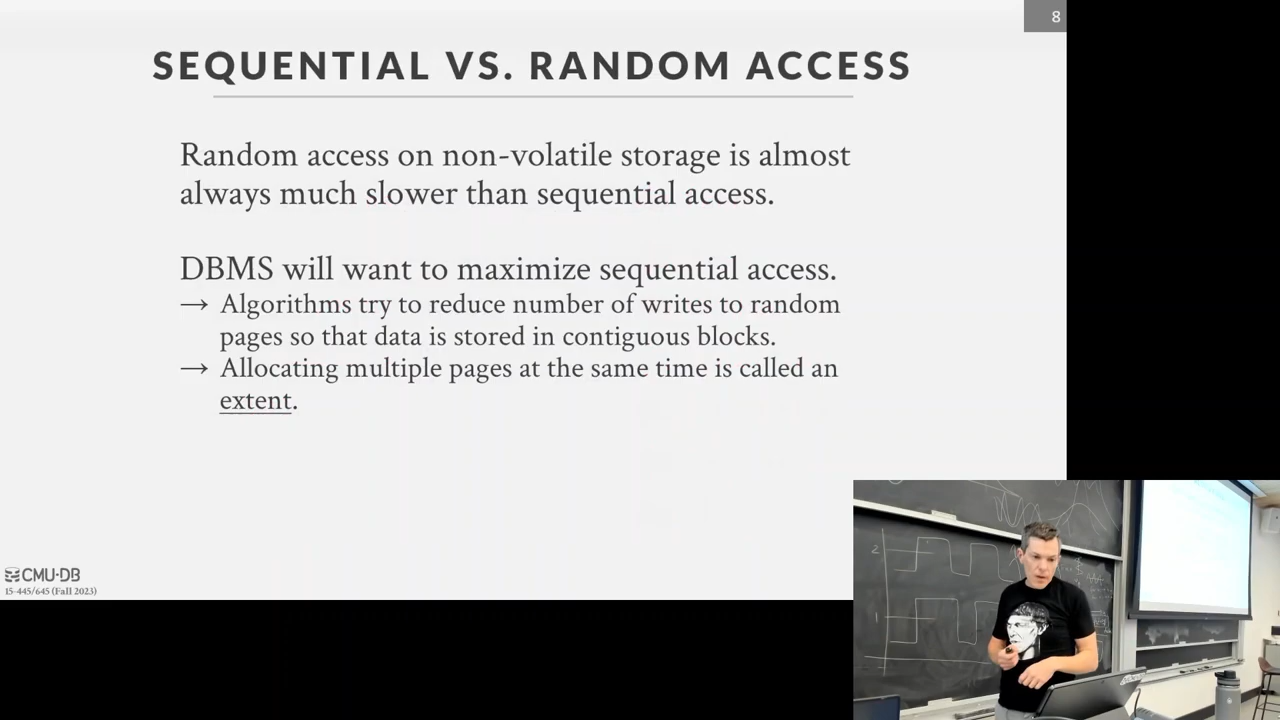 8
SEQUENTIAL VS. RANDOM ACCESS
Random access on non-volatile storage is almost
always much slower than sequential access.
DBMS will want to maximize sequential access.
→ Algorithms try to reduce number of writes to random
pages so that data is stored in contiguous blocks.
→ Allocating multiple pages at the same time is called an
extent.
CMU·DB
15-445/645 (Fall 2023)
2
1